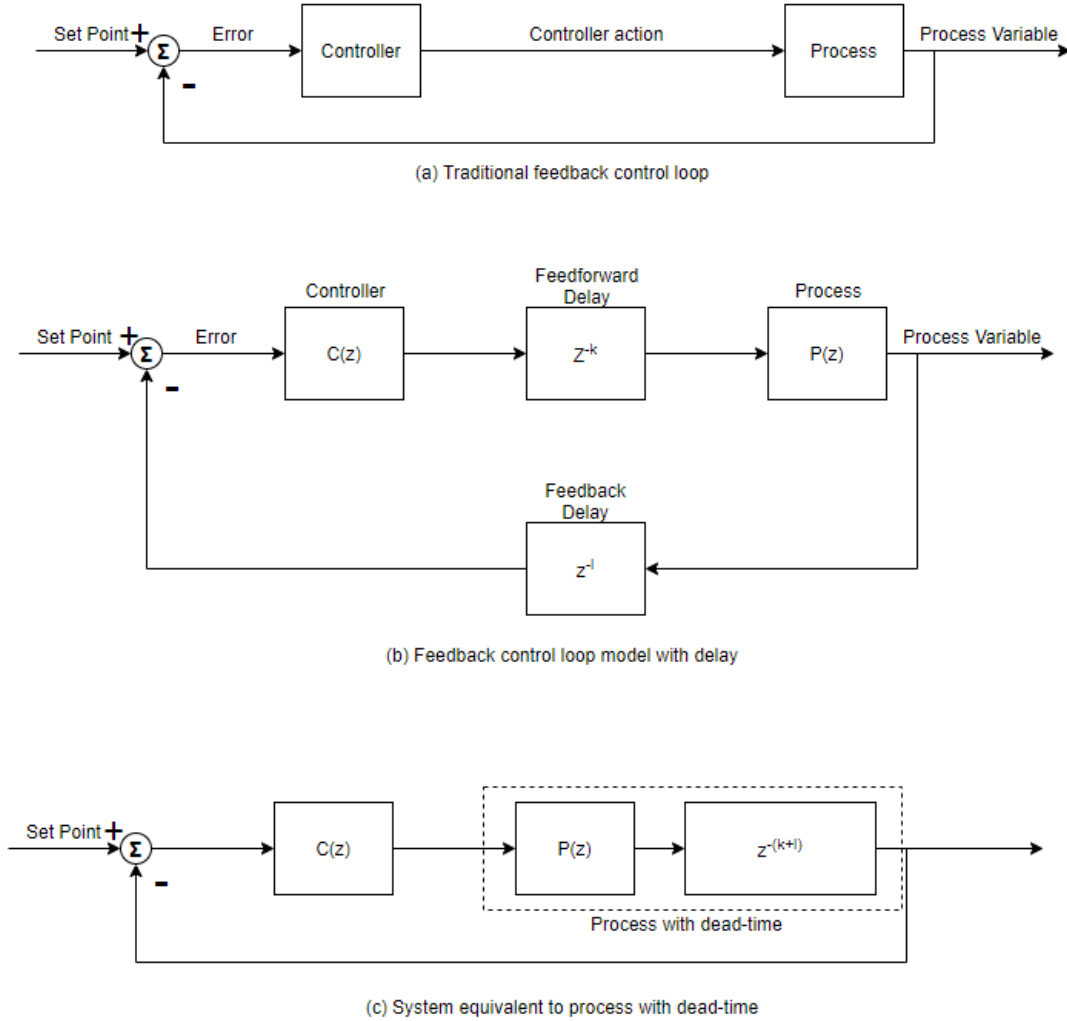 Set Point
+
Σ
-
Error
Controller
Controller action
Process
Process Variable
(a) Traditional feedback control loop
Controller
Feedforward
Delay
Process
Set Point
+
Σ
-
Error
C(z)
Z^-k
P(z)
Process Variable
Feedback
Delay
z^-l
(b) Feedback control loop model with delay
Set Point
+
Σ
-
C(z)
P(z)
z^-(k+l)
Process with dead-time
(c) System equivalent to process with dead-time